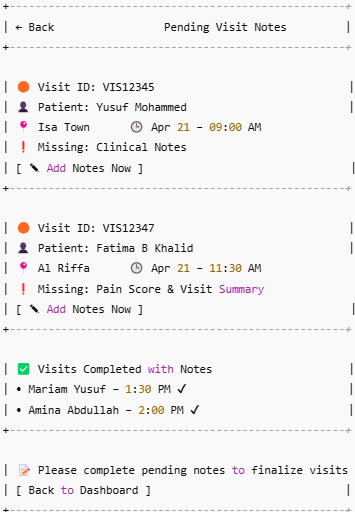 ← Back Pending Visit Notes
🟠 Visit ID: VIS12345
👤 Patient: Yusuf Mohammed
📍 Isa Town 🕒 Apr 21 – 09:00 AM
❗ Missing: Clinical Notes
[ ✏️ Add Notes Now ]
🟠 Visit ID: VIS12347
👤 Patient: Fatima B Khalid
📍 Al Riffa 🕒 Apr 21 – 11:30 AM
❗ Missing: Pain Score & Visit Summary
[ ✏️ Add Notes Now ]
✅ Visits Completed with Notes
• Mariam Yusuf – 1:30 PM ✔
• Amina Abdullah – 2:00 PM ✔
📝 Please complete pending notes to finalize visits
[ Back to Dashboard ]